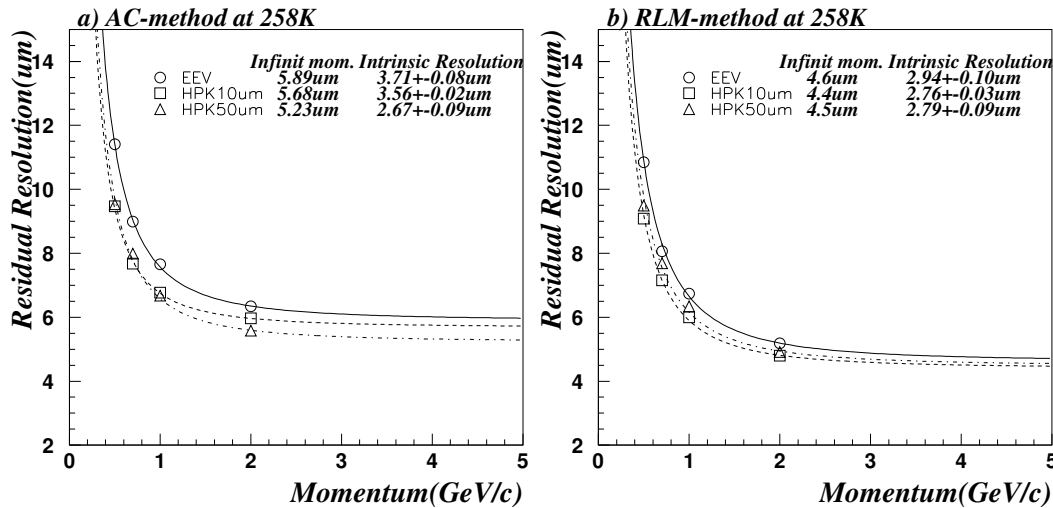 a) AC-method at 258K
Residual Resolution(um)
14
12
10
8
6
4
2
0
1
2
3
4
5
Momentum(GeV/c)
Infinit mom. Intrinsic Resolution
EEV 5.89um 3.71+-0.08um
HPK10um 5.68um 3.56+-0.02um
HPK50um 5.23um 2.67+-0.09um
b) RLM-method at 258K
Residual Resolution(um)
14
12
10
8
6
4
2
0
1
2
3
4
5
Momentum(GeV/c)
Infinit mom. Intrinsic Resolution
EEV 4.6um 2.94+-0.10um
HPK10um 4.4um 2.76+-0.03um
HPK50um 4.5um 2.79+-0.09um